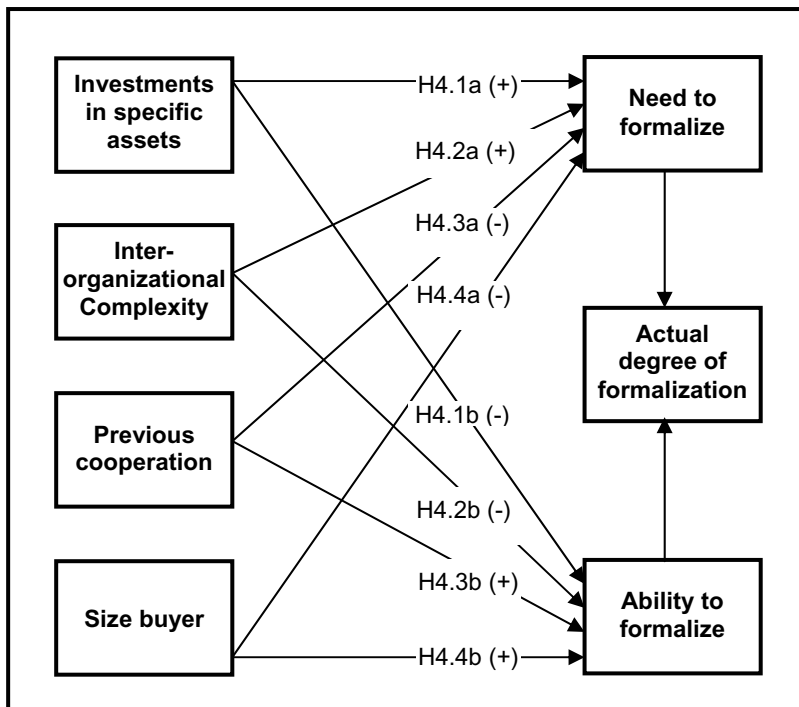 Investments
in specific
assets
Inter-
organizational
Complexity
Previous
cooperation
Size buyer
H4.1a (+)
H4.2a (+)
H4.3a (-)
H4.4a (-)
H4.1b (-)
H4.2b (-)
H4.3b (+)
H4.4b (+)
Need to
formalize
Actual
degree of
formalization
Ability to
formalize